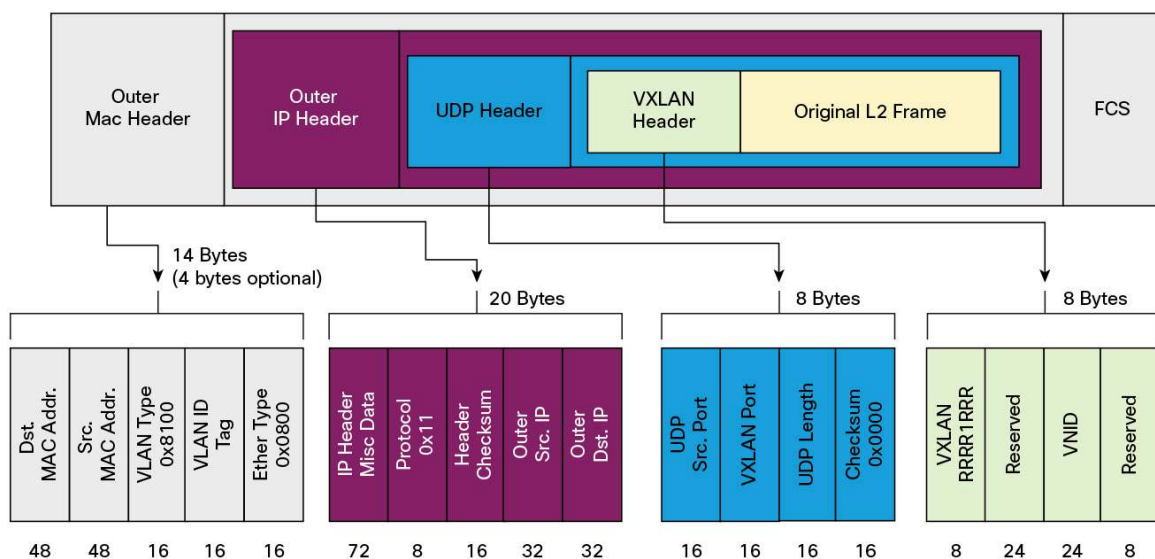 Outer
Mac Header
Outer
IP Header
UDP Header
VXLAN
Header
Original L2 Frame
FCS
14 Bytes
(4 bytes optional)
20 Bytes
8 Bytes
8 Bytes
Dst.
MAC Addr.
Src.
MAC Addr.
VLAN Type
0x8100
VLAN ID
Tag
Ether Type
0x0800
IP Header
Misc Data
Protocol
0x11
Header
Checksum
Outer
Src. IP
Outer
Dst. IP
UDP
Src. Port
VXLAN Port
UDP Length
Checksum
0x0000
VXLAN
RRRR1RRR
Reserved
VNID
Reserved
48 48 16 16 16 72 8 16 32 32 16 16 16 16 8 24 24 8